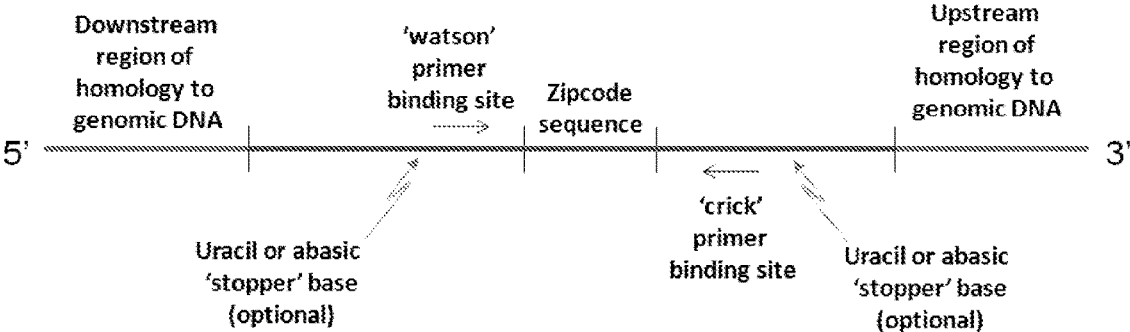 Downstream
region of
homology to
genomic DNA
'watson'
primer
binding site
Zipcode
sequence
Upstream
region of
homology to
genomic DNA
5'
3'
Uracil or abasic
'stopper' base
(optional)
'crick'
primer
binding site
Uracil or abasic
'stopper' base
(optional)